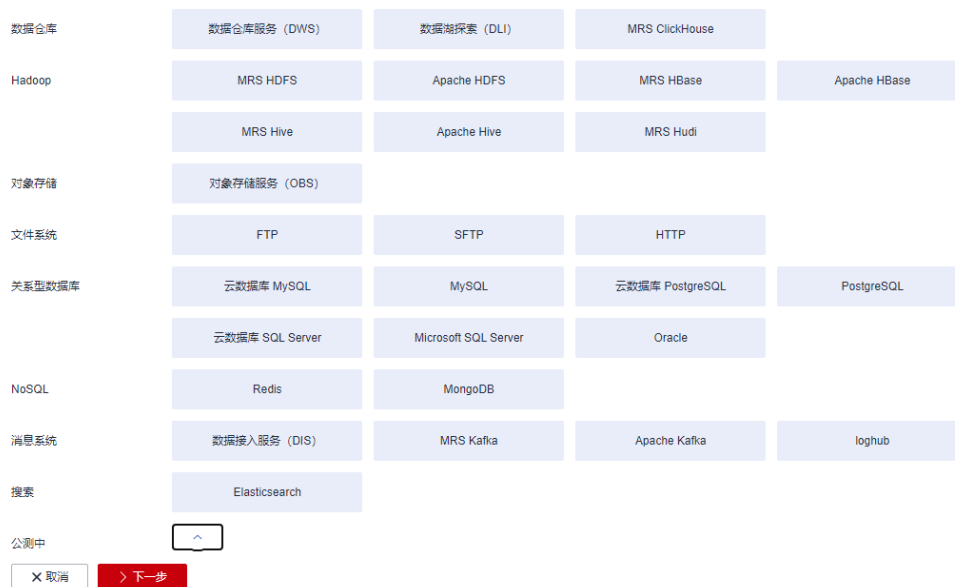 数据仓库 数据仓库服务（DWS） 数据湖探索（DLI） MRS ClickHouse
Hadoop MRS HDFS Apache HDFS MRS HBase Apache HBase
MRS Hive Apache Hive MRS Hudi
对象存储 对象存储服务（OBS）
文件系统 FTP SFTP HTTP
关系型数据库 云数据库 MySQL MySQL 云数据库 PostgreSQL PostgreSQL
云数据库 SQL Server Microsoft SQL Server Oracle
NoSQL Redis MongoDB
消息系统 数据接入服务（DIS） MRS Kafka Apache Kafka loghub
搜索 Elasticsearch
公测中
取消 下一步